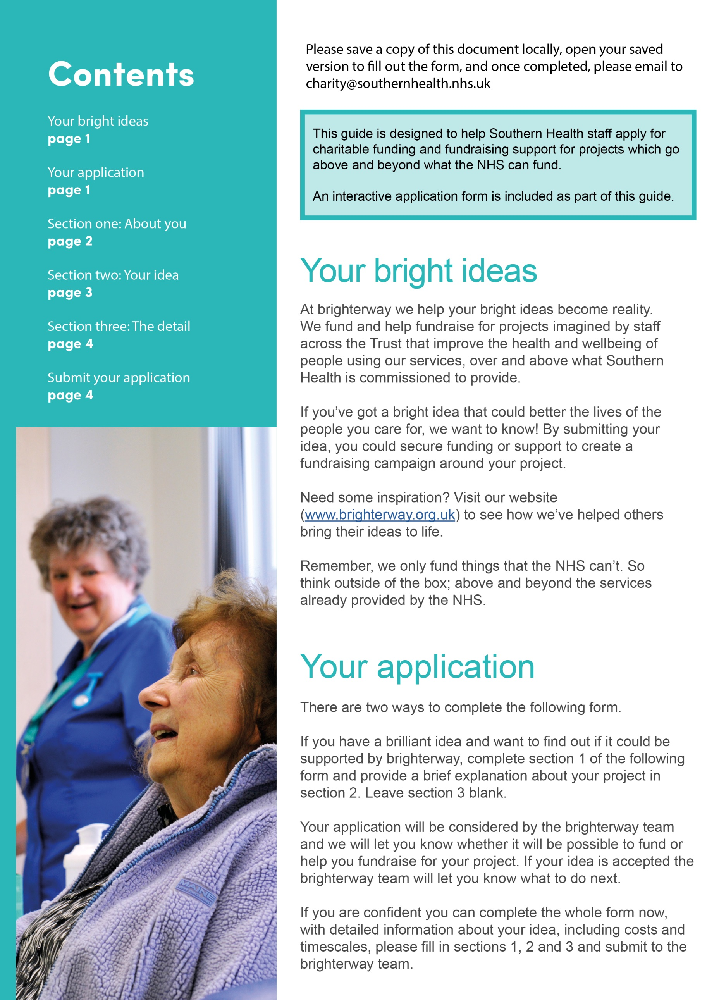 Contents
Your bright ideas
page 1
Your application
page 1
Section one: About you
page 2
Section two: Your idea
page 3
Section three: The detail
page 4
Submit your application
page 4
Please save a copy of this document locally, open your saved
version to fill out the form, and once completed, please email to
charity@southernhealth.nhs.uk
This guide is designed to help Southern Health staff apply for
charitable funding and fundraising support for projects which go
above and beyond what the NHS can fund.
An interactive application form is included as part of this guide.
Your bright ideas
At brighterway we help your bright ideas become reality.
We fund and help fundraise for projects imagined by staff
across the Trust that improve the health and wellbeing of
people using our services, over and above what Southern
Health is commissioned to provide.
If you’ve got a bright idea that could better the lives of the
people you care for, we want to know! By submitting your
idea, you could secure funding or support to create a
fundraising campaign around your project.
Need some inspiration? Visit our website
(www.brighterway.org.uk) to see how we’ve helped others
bring their ideas to life.
Remember, we only fund things that the NHS can’t. So
think outside of the box; above and beyond the services
already provided by the NHS.
Your application
There are two ways to complete the following form.
If you have a brilliant idea and want to find out if it could be
supported by brighterway, complete section 1 of the following
form and provide a brief explanation about your project in
section 2. Leave section 3 blank.
Your application will be considered by the brighterway team
and we will let you know whether it will be possible to fund or
help you fundraise for your project. If your idea is accepted the
brighterway team will let you know what to do next.
If you are confident you can complete the whole form now,
with detailed information about your idea, including costs and
timescales, please fill in sections 1, 2 and 3 and submit to the
brighterway team.
MAINE